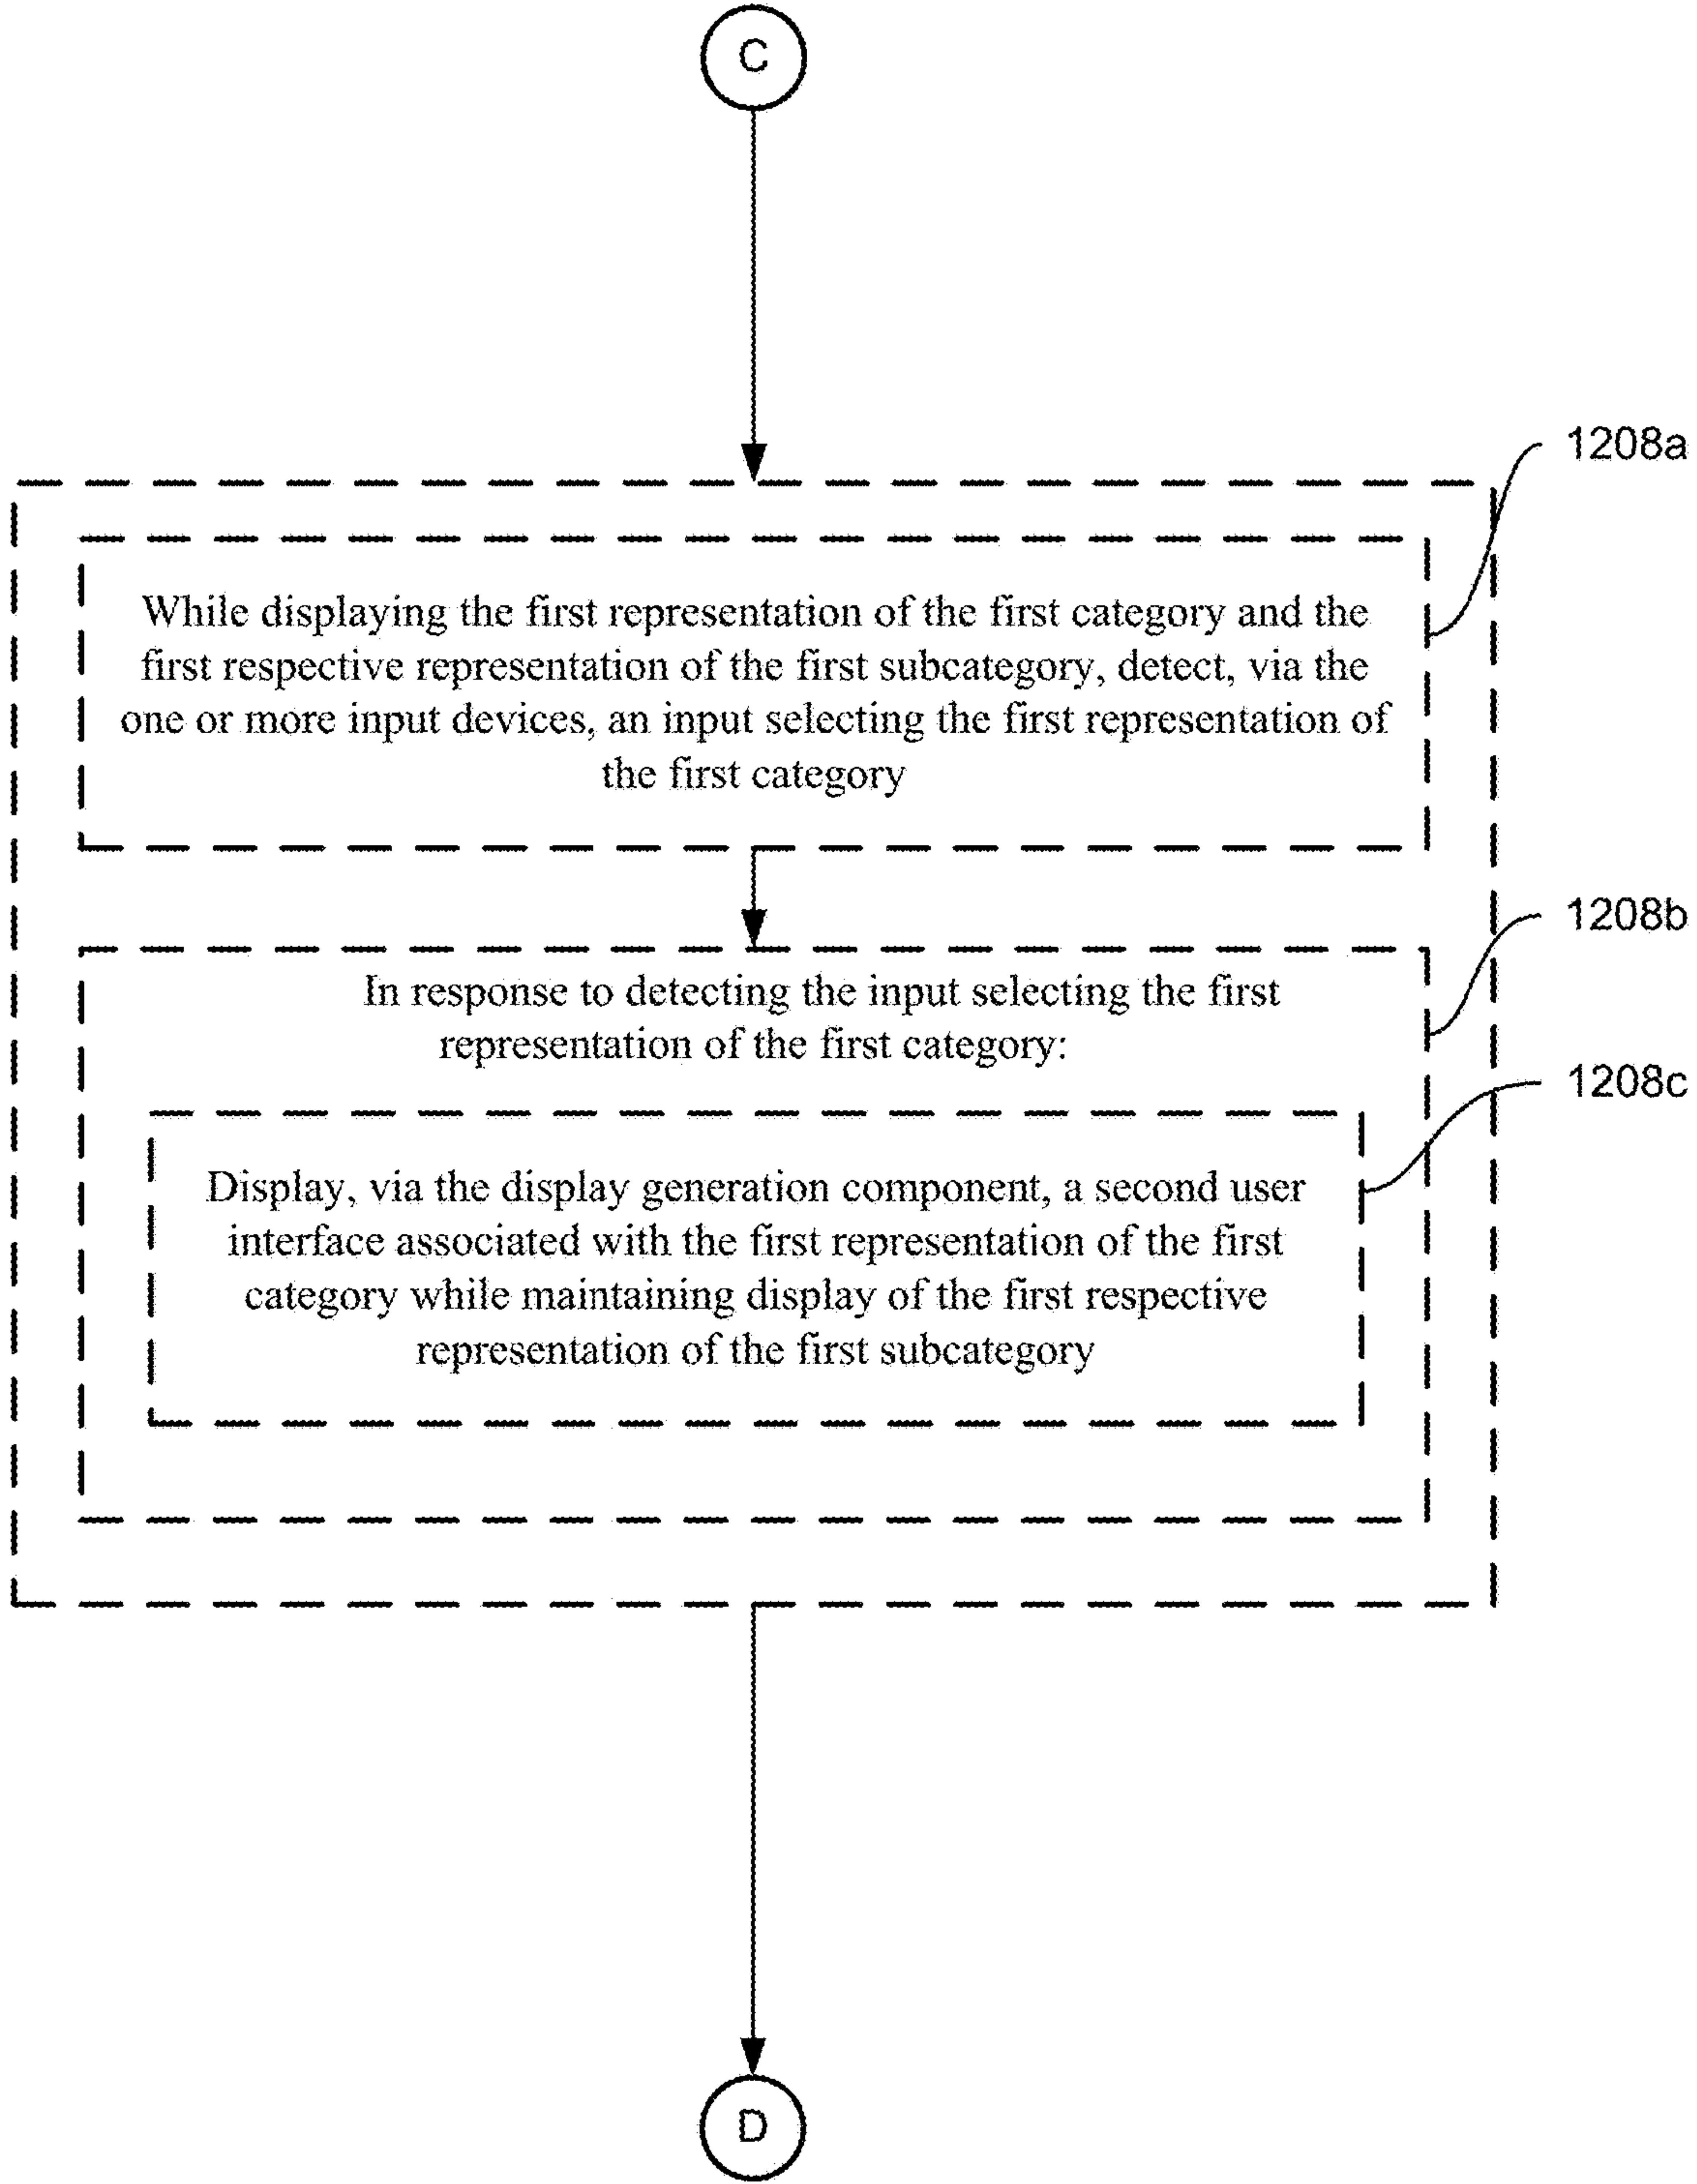 C
1208a
While displaying the first representation of the first category and the
first respective representation of the first subcategory, detect, via the
one or more input devices, an input selecting the first representation of
the first category
1208b
In response to detecting the input selecting the first
representation of the first category:
1208c
Display, via the display generation component, a second user
interface associated with the first representation of the first
category while maintaining display of the first respective
representation of the first subcategory
D